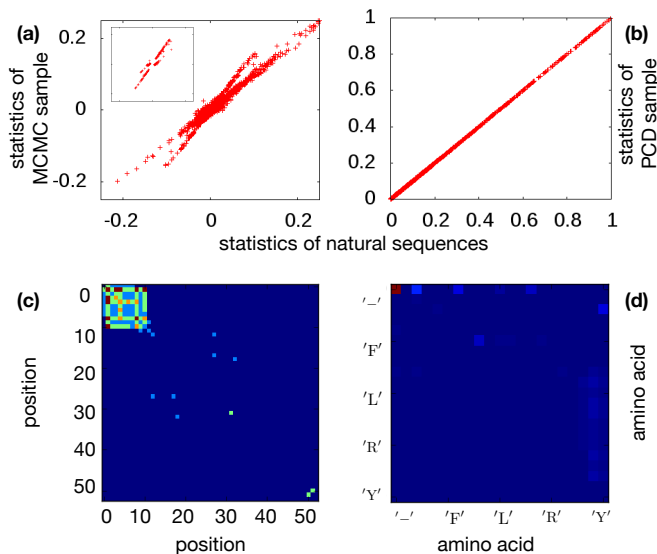 (a)
0.2
0
-0.2
-0.2
0
0.2
statistics of
MCMC sample
(b)
1
0.8
0.6
0.4
0.2
0
0
0.2
0.4
0.6
0.8
1
statistics of
PCD sample
statistics of natural sequences
(c)
0
10
20
30
40
50
0
10
20
30
40
50
position
position
(d)
'−'
'F'
'L'
'R'
'Y'
'−'
'F'
'L'
'R'
'Y'
amino acid
amino acid